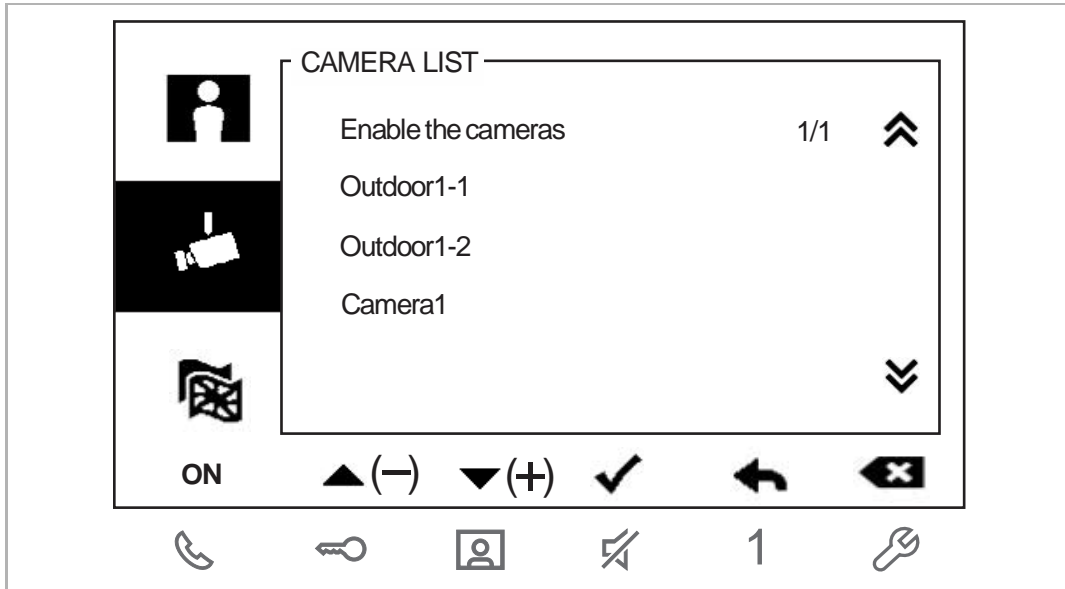 CAMERA LIST
Enable the cameras 1/1
Outdoor1-1
Outdoor1-2
Camera1
ON (−) (+)
1